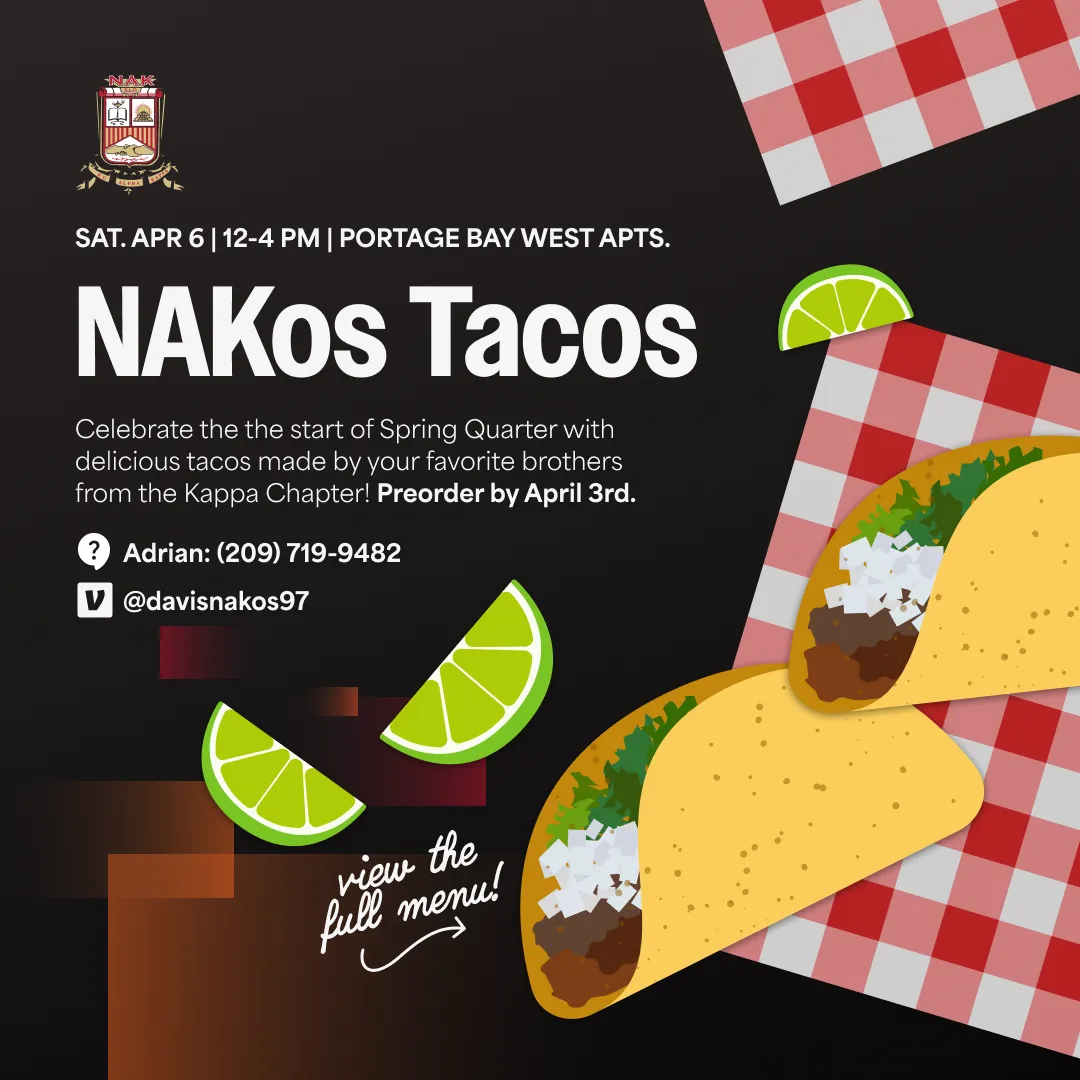 NAK
SAT. APR 6 | 12-4 PM | PORTAGE BAY WEST APTS.
NAKos Tacos
Celebrate the the start of Spring Quarter with
delicious tacos made by your favorite brothers
from the Kappa Chapter! Preorder by April 3rd.
Adrian: (209) 719-9482
@davisnakos97
view the
full menu!